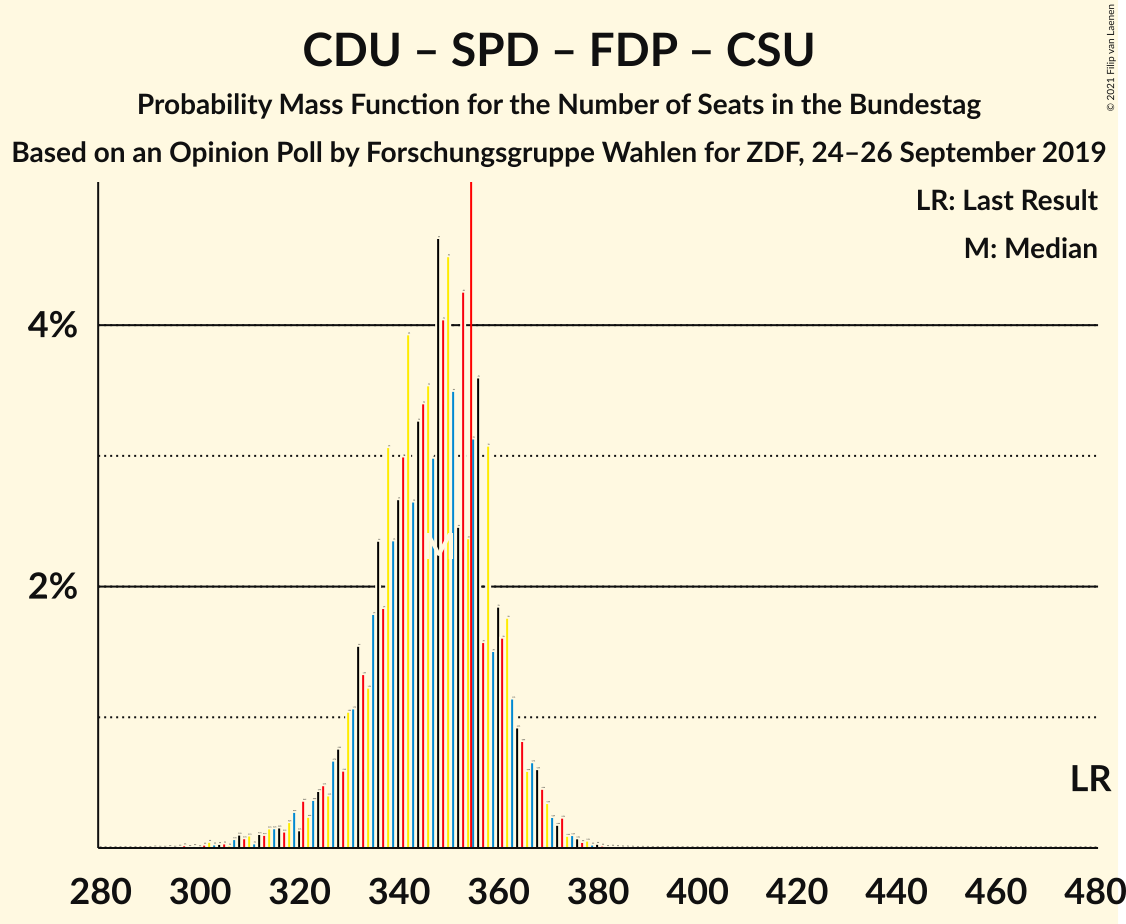 CDU – SPD – FDP – CSU
Probability Mass Function for the Number of Seats in the Bundestag
Based on an Opinion Poll by Forschungsgruppe Wahlen for ZDF, 24–26 September 2019
© 2021 Filip van Laenen
LR: Last Result
M: Median
4%
2%
LR
280 300 320 340 360 380 400 420 440 460 480